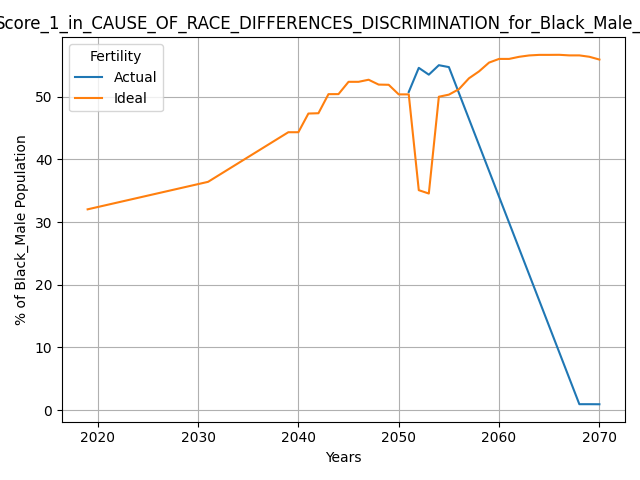 Score_1_in_CAUSE_OF_RACE_DIFFERENCES_DISCRIMINATION_for_Black_Male_
Fertility
Actual
Ideal
% of Black_Male Population
50
40
30
20
10
0
2020 2030 2040 2050 2060 2070
Years